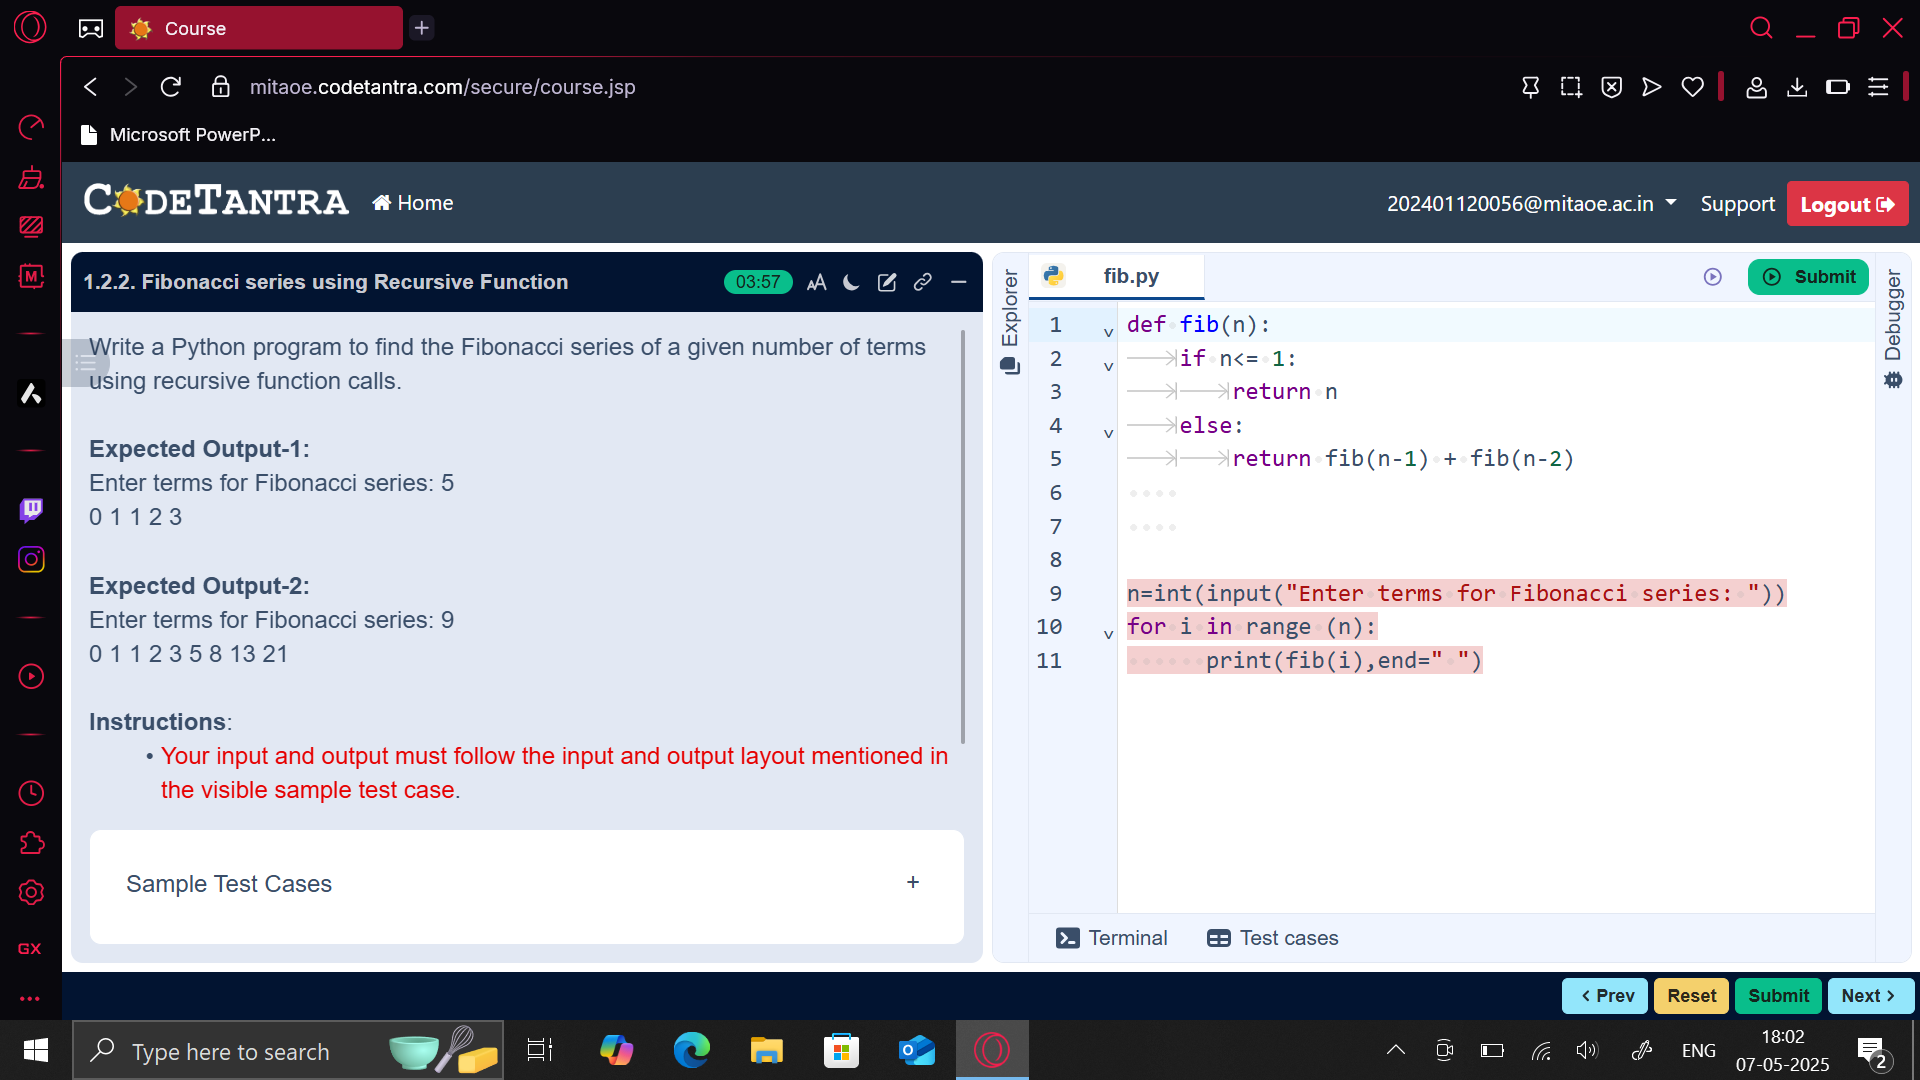 Course
mitaoe.codetantra.com/secure/course.jsp
Microsoft PowerP...
CODETANTRA
Home
202401120056@mitaoe.ac.in
Support
Logout
1.2.2. Fibonacci series using Recursive Function
03:57
Write a Python program to find the Fibonacci series of a given number of terms
using recursive function calls.
Expected Output-1:
Enter terms for Fibonacci series: 5
0 1 1 2 3
Expected Output-2:
Enter terms for Fibonacci series: 9
0 1 1 2 3 5 8 13 21
Instructions:
• Your input and output must follow the input and output layout mentioned in
the visible sample test case.
Sample Test Cases
+
Explorer
fib.py
Submit
Debugger
1 def fib(n):
2 if n<= 1:
3 return n
4 else:
5 return fib(n-1) + fib(n-2)
6
7
8
9 n=int(input("Enter terms for Fibonacci series: "))
10 for i in range (n):
11 print(fib(i),end=" ")
Terminal
Test cases
Prev
Reset
Submit
Next
M
GX
Type here to search
ENG
18:02
07-05-2025
2